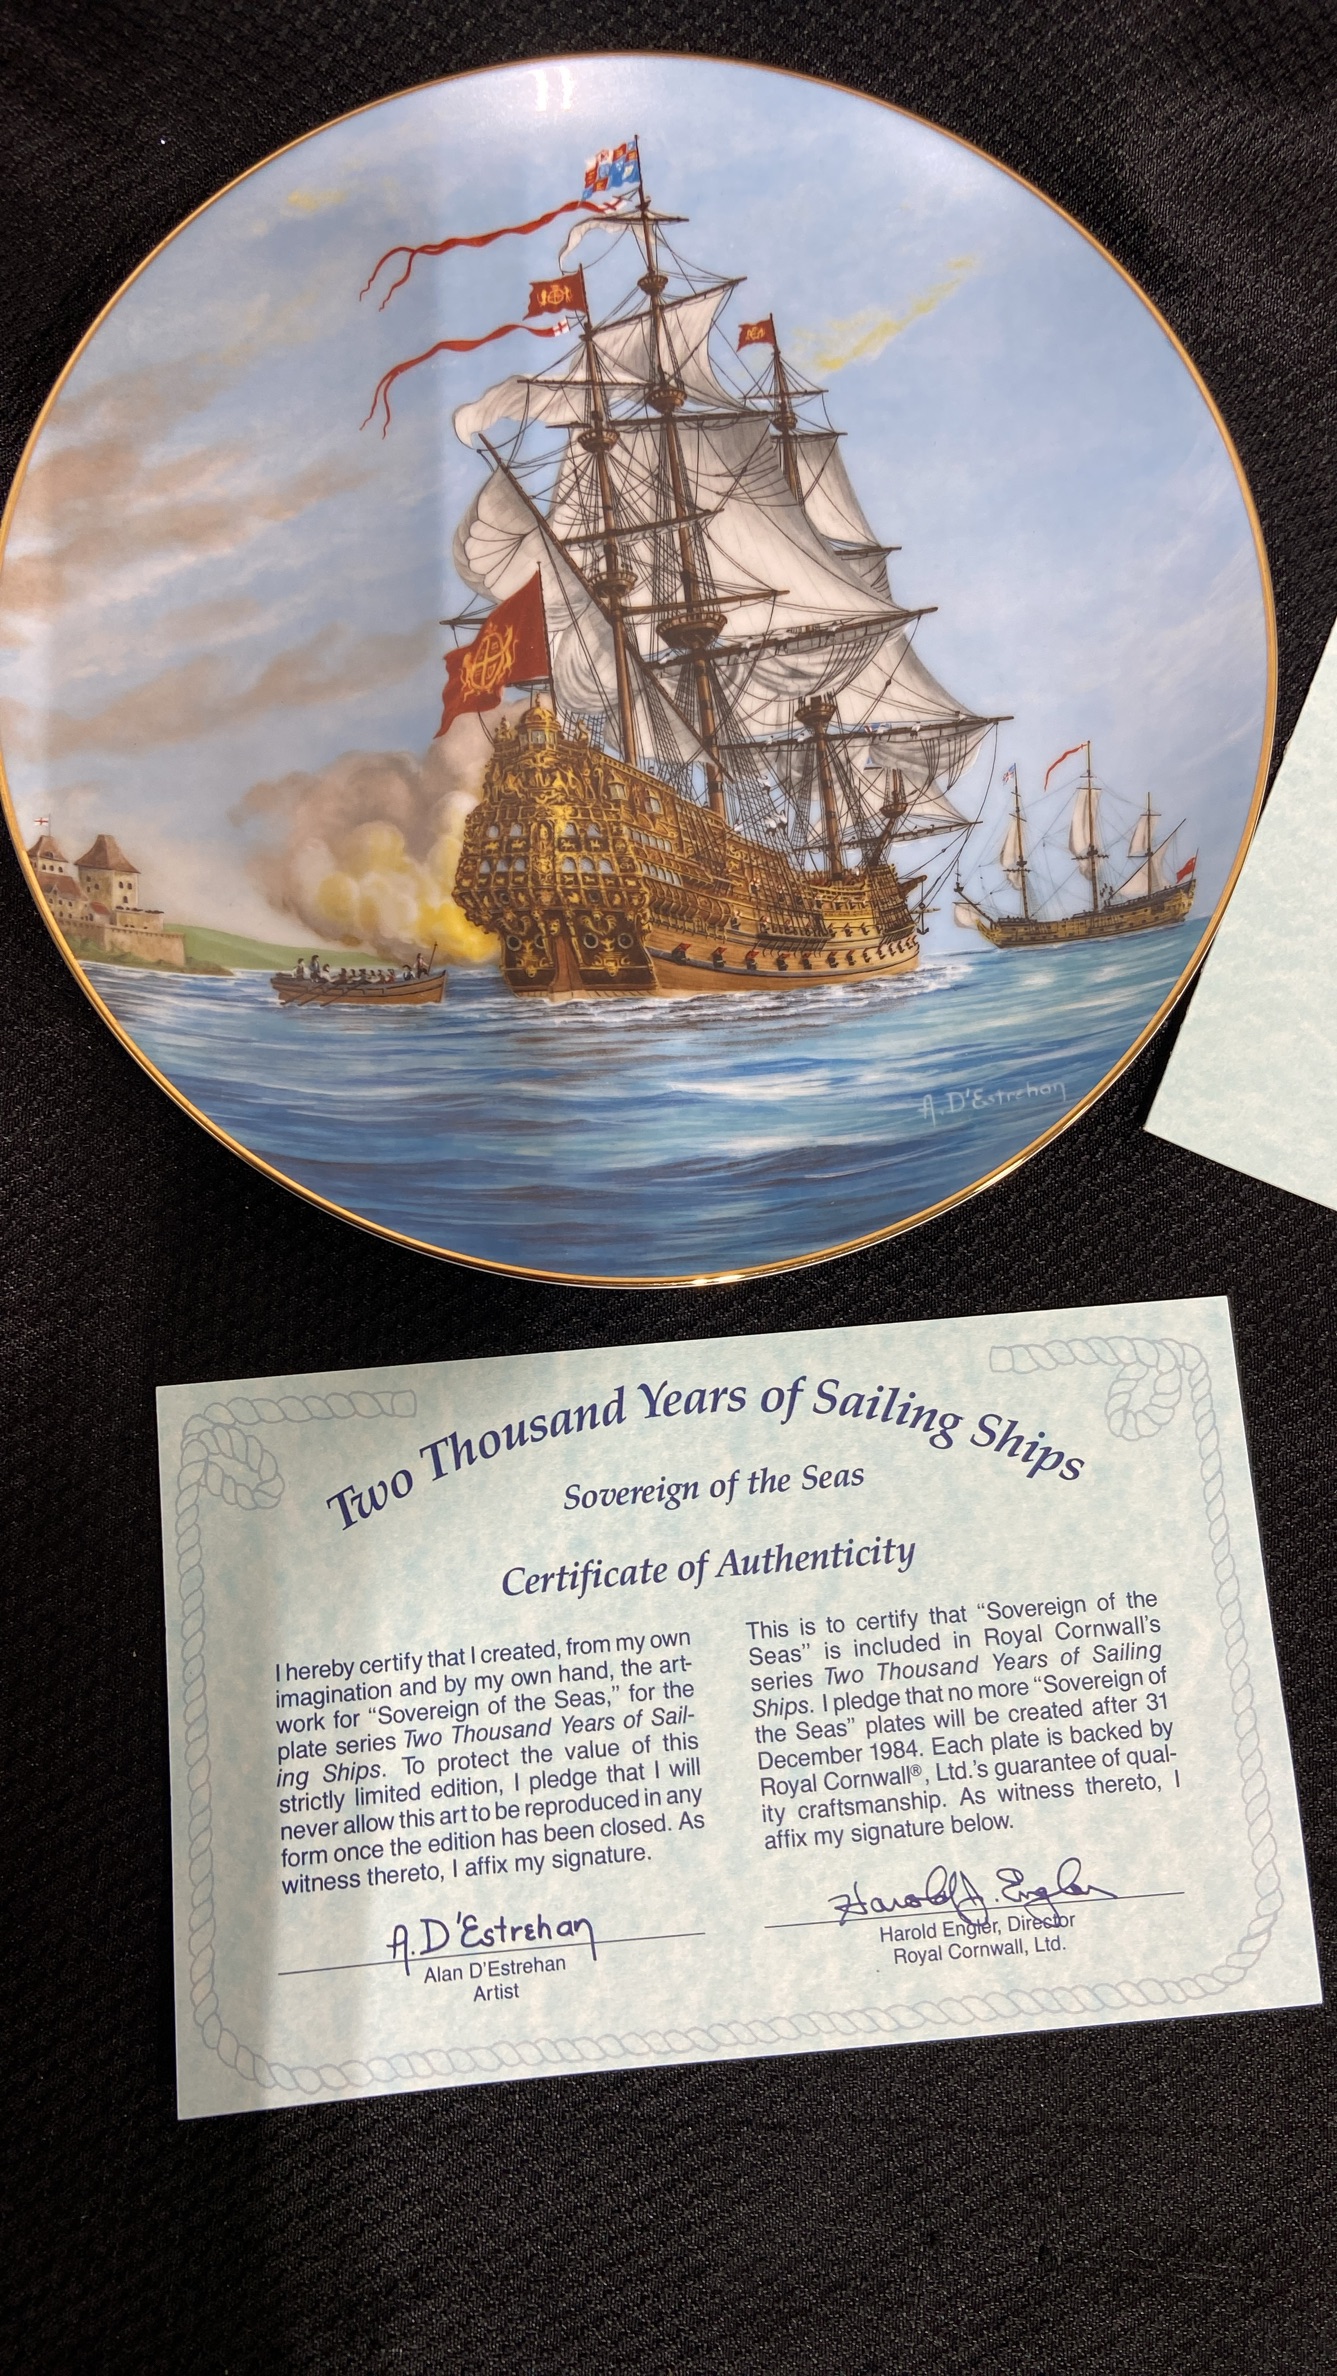 A. D'Estrehan
Two Thousand Years of Sailing Ships
Sovereign of the Seas
Certificate of Authenticity
I hereby certify that I created, from my own
imagination and by my own hand, the art-
work for “Sovereign of the Seas,” for the
plate series Two Thousand Years of Sail-
ing Ships. To protect the value of this
strictly limited edition, I pledge that I will
never allow this art to be reproduced in any
form once the edition has been closed. As
witness thereto, I affix my signature.
A. D'Estrehan
Alan D’Estrehan
Artist
This is to certify that “Sovereign of the
Seas” is included in Royal Cornwall’s
series Two Thousand Years of Sailing
Ships. I pledge that no more “Sovereign of
the Seas” plates will be created after 31
December 1984. Each plate is backed by
Royal Cornwall®, Ltd.’s guarantee of qual-
ity craftsmanship. As witness thereto, I
affix my signature below.
Harold J. Engler
Harold Engler, Director
Royal Cornwall, Ltd.